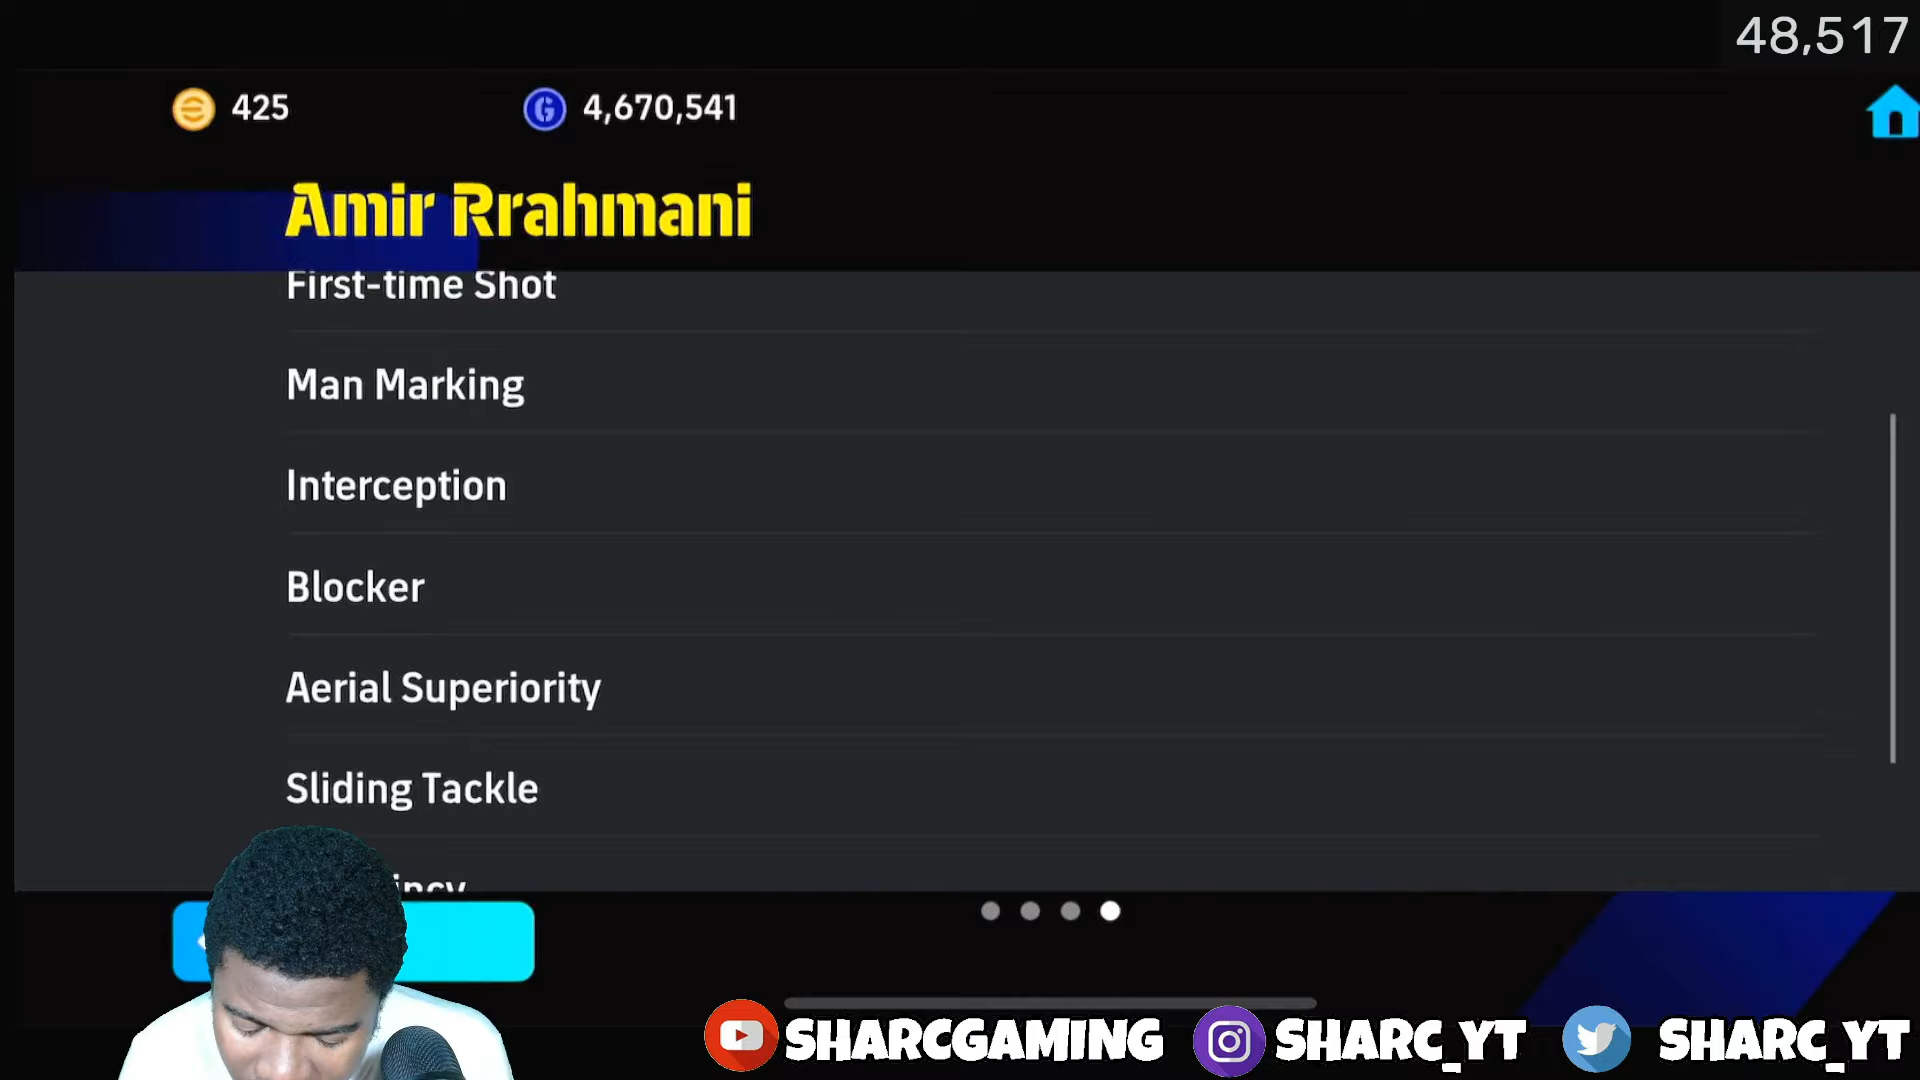 48,517
425
4,670,541
Amir Rrahmani
First-time Shot
Man Marking
Interception
Blocker
Aerial Superiority
Sliding Tackle
SHARCGAMING
SHARC_YT
SHARC_YT